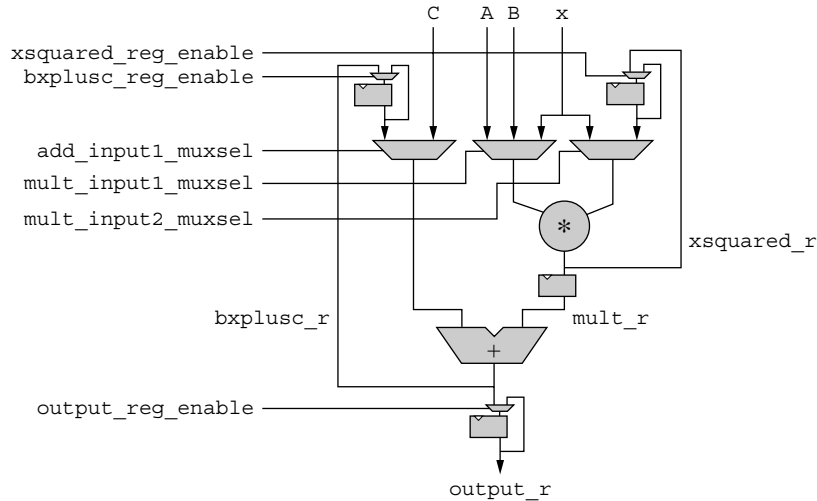 C A B x
xsquared_reg_enable
bxplusc_reg_enable
add_input1_muxsel
mult_input1_muxsel
mult_input2_muxsel
*
xsquared_r
bxplusc_r
mult_r
+
output_reg_enable
output_r